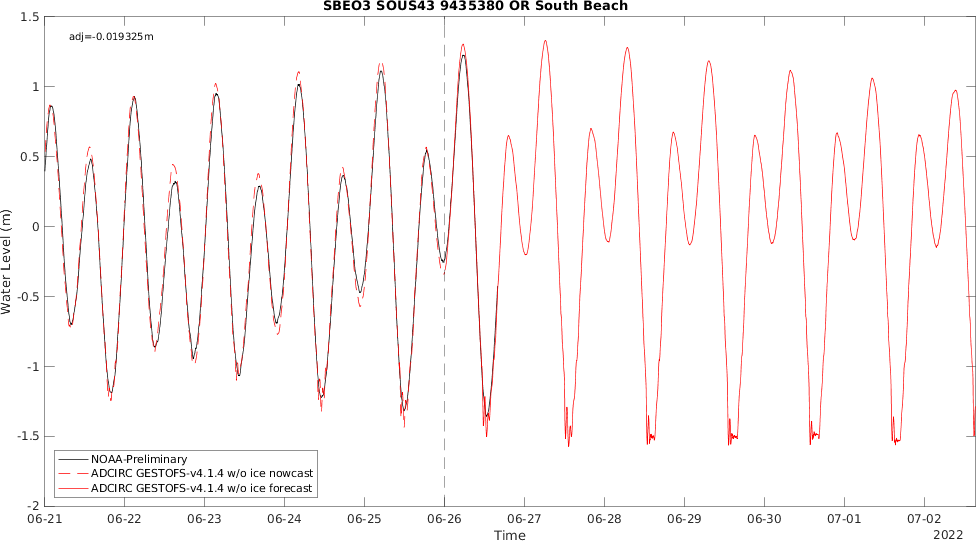 SBEO3 SOUS43 9435380 OR South Beach
adj=-0.019325m
1.5
1
0.5
0
-0.5
-1
-1.5
-2
Water Level (m)
NOAA-Preliminary
ADCIRC GESTOFS-v4.1.4 w/o ice nowcast
ADCIRC GESTOFS-v4.1.4 w/o ice forecast
06-21 06-22 06-23 06-24 06-25 06-26 06-27 06-28 06-29 06-30 07-01 07-02
Time
2022